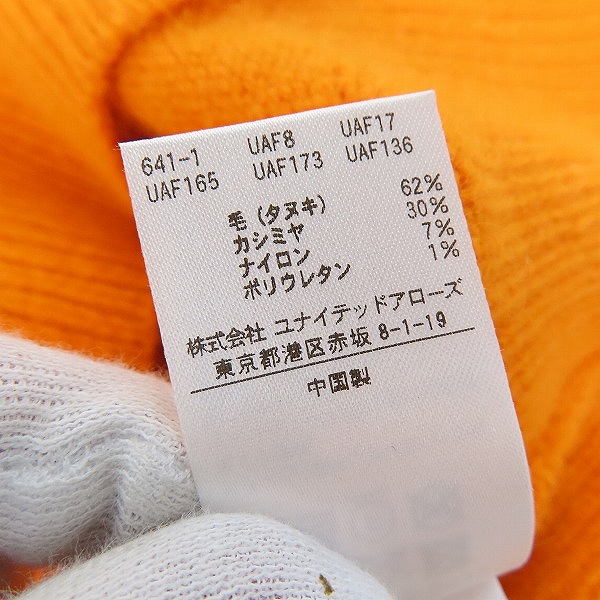 641-1 UAF8 UAF17
UAF165 UAF173 UAF136
毛(タヌキ) 62%
カシミヤ 30%
ナイロン 7%
ポリウレタン 1%
株式会社 ユナイテッドアローズ
東京都港区赤坂 8-1-19
中国製